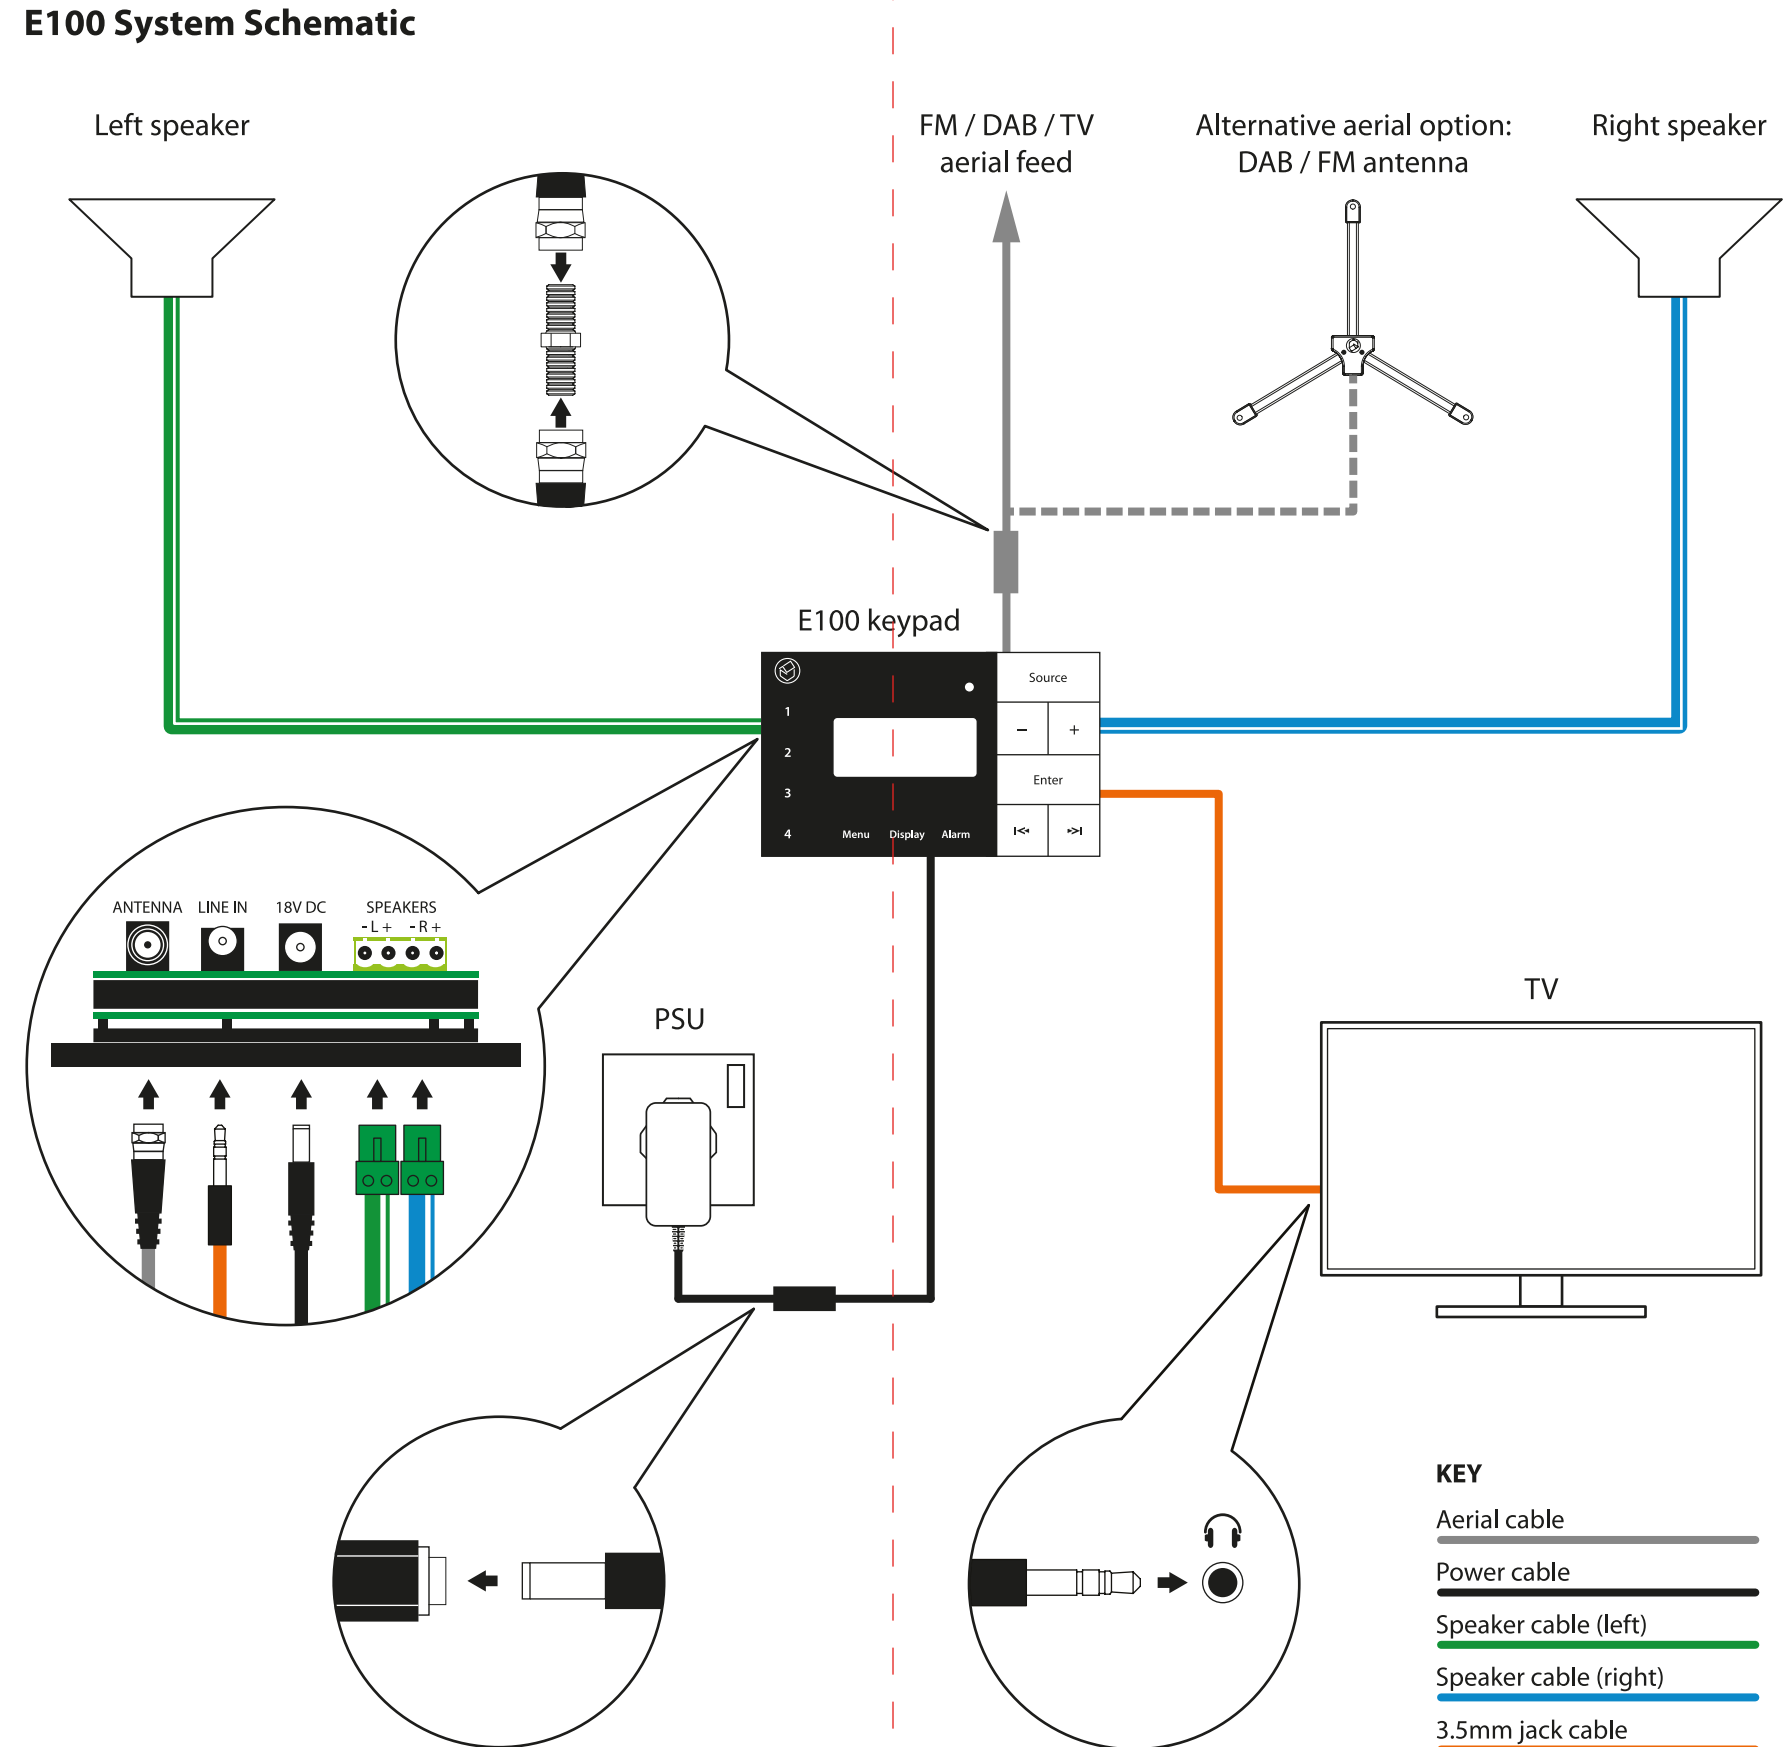 E100 System Schematic
Left speaker
FM / DAB / TV
aerial feed
Alternative aerial option:
DAB / FM antenna
Right speaker
E100 keypad
Source
1
2
3
4
- +
Enter
Menu Display Alarm
ANTENNA LINE IN 18V DC SPEAKERS
- L + - R +
PSU
TV
KEY
Aerial cable
Power cable
Speaker cable (left)
Speaker cable (right)
3.5mm jack cable